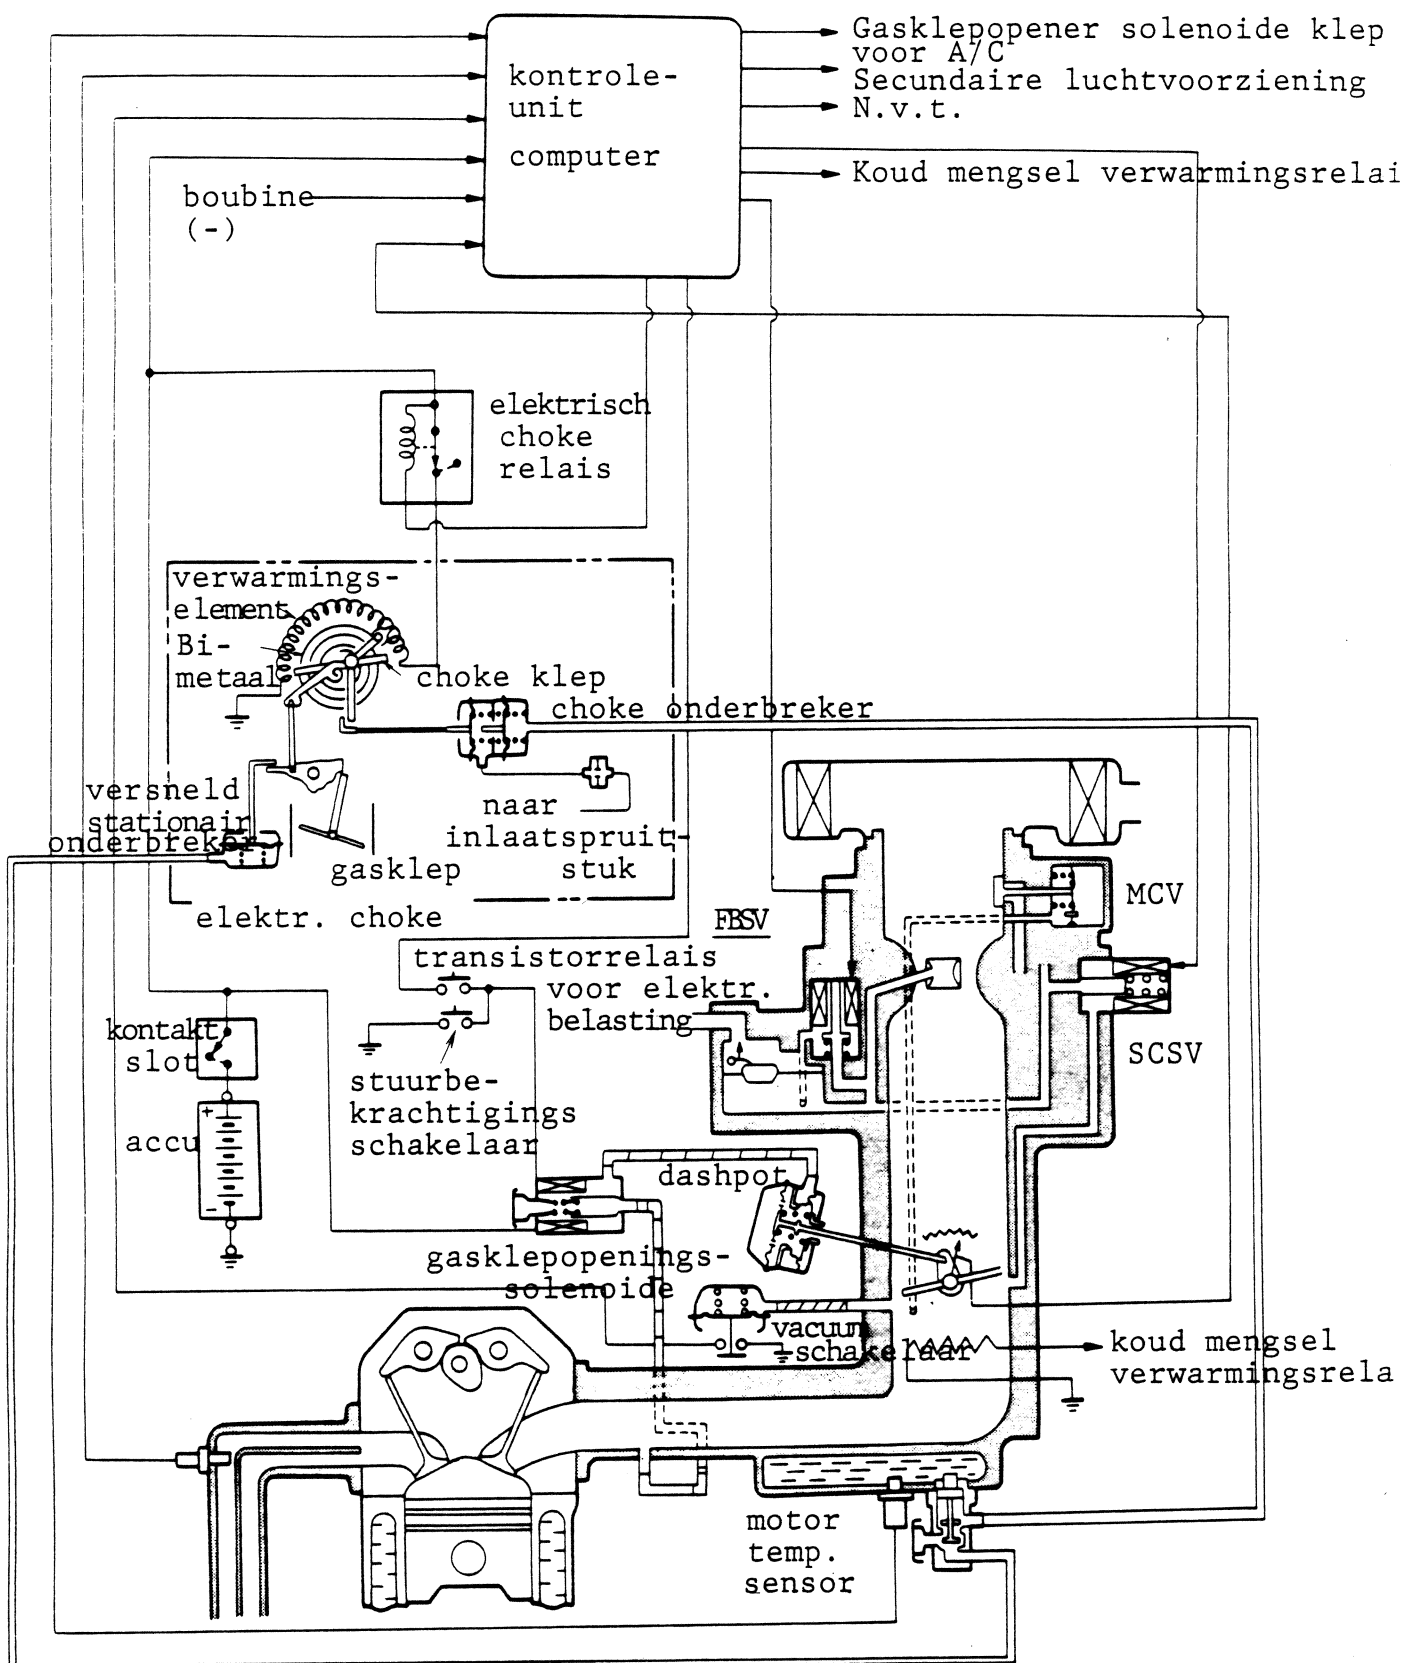 Gasklepopener solenoide klep
voor A/C
Secundaire luchtvoorziening
N.v.t.
Koud mengsel verwarmingsrelai
kontrole-
unit
computer
boubine
(-)
elektrisch
choke
relais
verwarmings-
element
Bi-
metaal
choke klep
choke onderbreker
versneld
stationair
onderbreker
naar
inlaatspruit-
stuk
gasklep
elektr. choke
MCV
FBSV
transistorrelais
voor elektr.
belasting
kontakt
slot
SCSV
stuurbe-
krachtigings
schakelaar
+
accu
-
dashpot
gasklepopenings-
solenoide
vacuum
schakelaar
koud mengsel
verwarmingsrela
motor
temp.
sensor